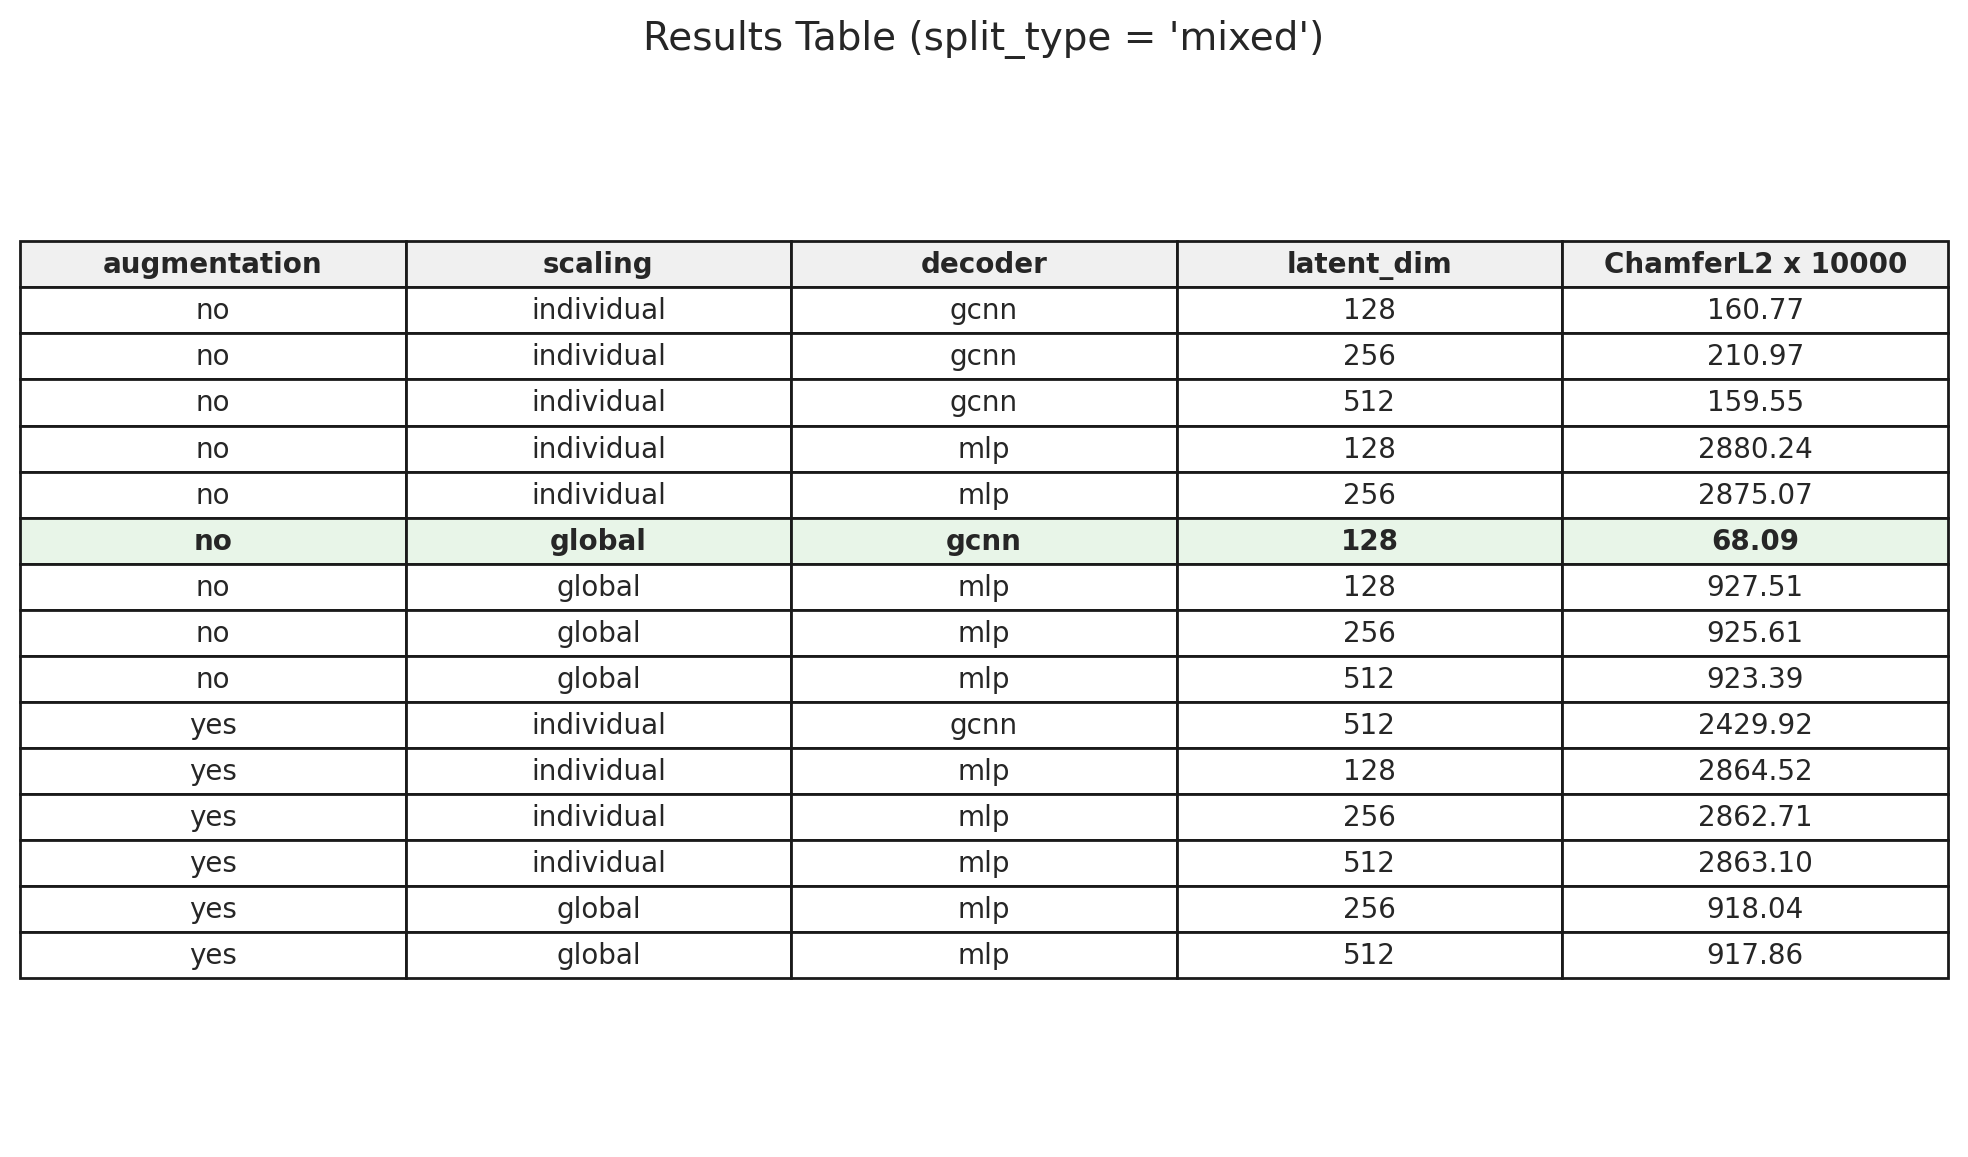 Results Table (split_type = 'mixed')
augmentation scaling decoder latent_dim ChamferL2 x 10000
no individual gcnn 128 160.77
no individual gcnn 256 210.97
no individual gcnn 512 159.55
no individual mlp 128 2880.24
no individual mlp 256 2875.07
no global gcnn 128 68.09
no global mlp 128 927.51
no global mlp 256 925.61
no global mlp 512 923.39
yes individual gcnn 512 2429.92
yes individual mlp 128 2864.52
yes individual mlp 256 2862.71
yes individual mlp 512 2863.10
yes global mlp 256 918.04
yes global mlp 512 917.86